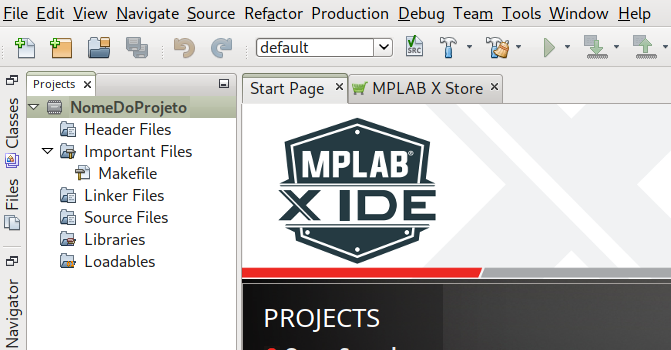 File Edit View Navigate Source Refactor Production Debug Team Tools Window Help
default
SRC
Projects
Start Page
MPLAB X Store
NomeDoProjeto
Header Files
Important Files
Makefile
Linker Files
Source Files
Libraries
Loadables
Classes
Files
Navigator
MPLAB®
X IDE
PROJECTS